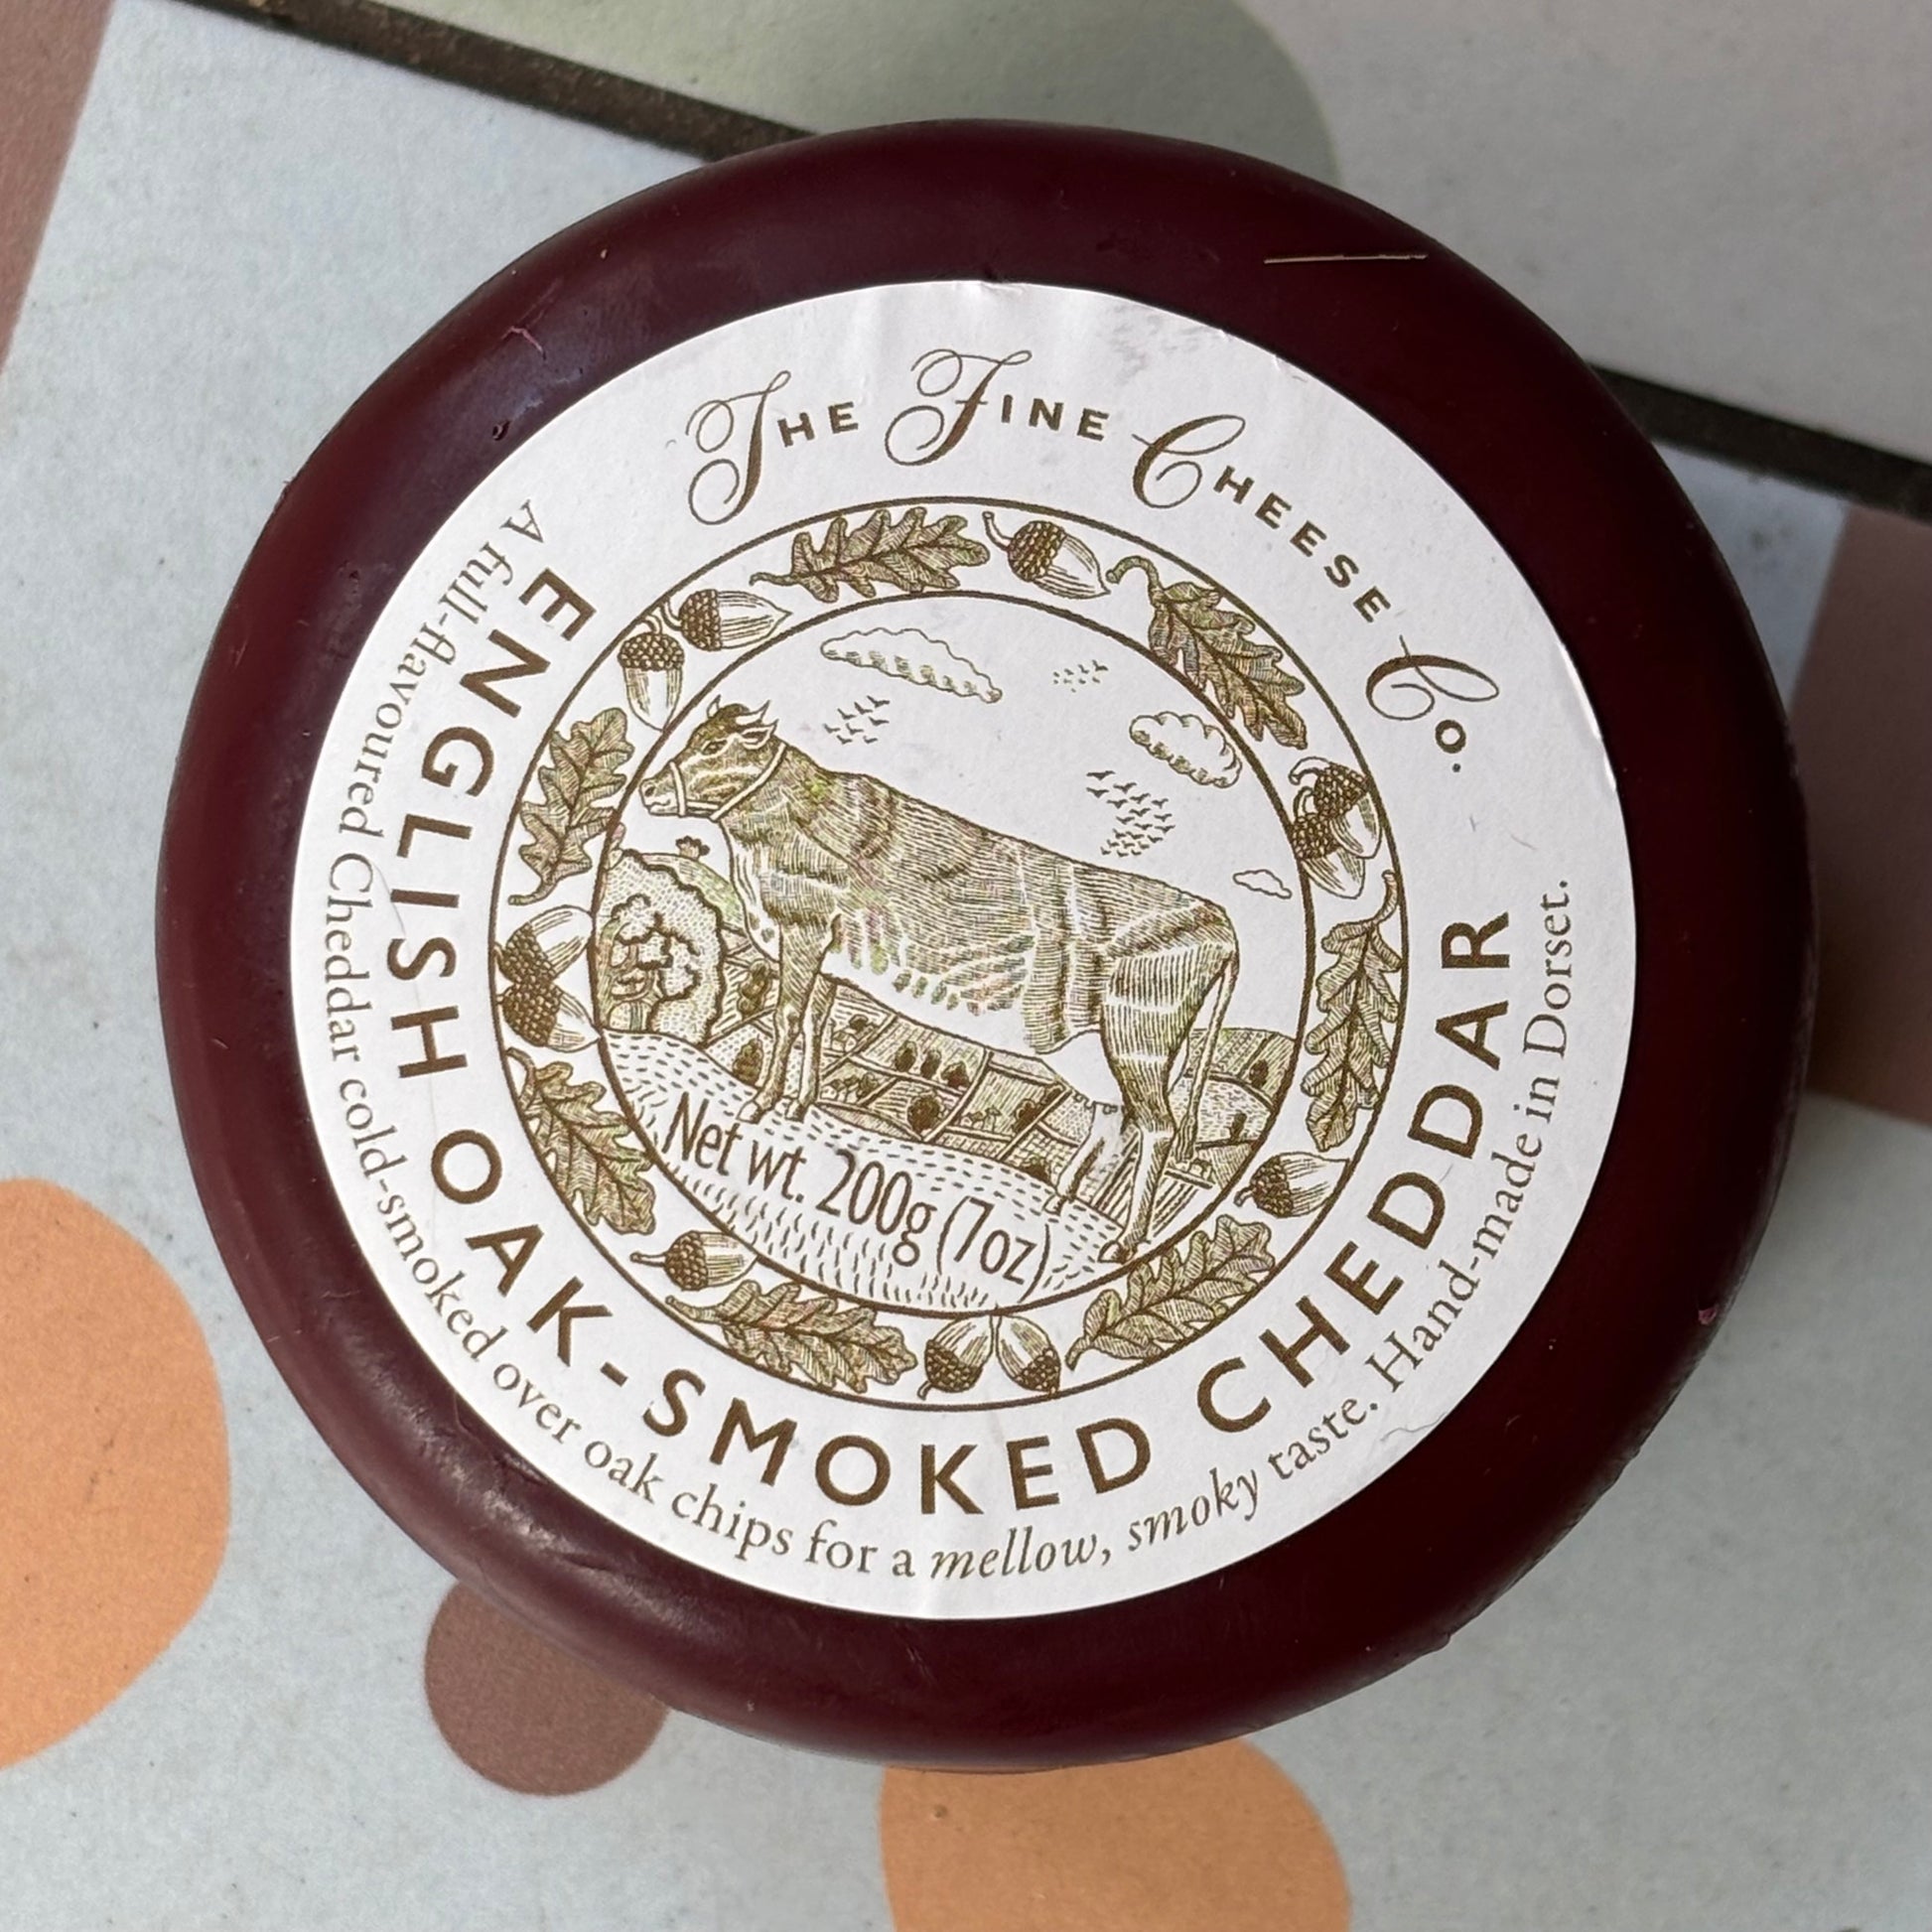 The Fine Cheese Co.
ENGLISH OAK-SMOKED CHEDDAR
A full-flavoured Cheddar cold-smoked over oak chips for a mellow, smoky taste. Hand-made in Dorset.
Net wt. 200g (7oz)